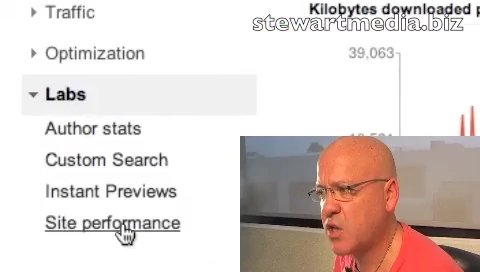 Traffic
stewartmedia.biz
Kilobytes downloaded p
Optimization
39,063
Labs
Author stats
Custom Search
Instant Previews
Site performance